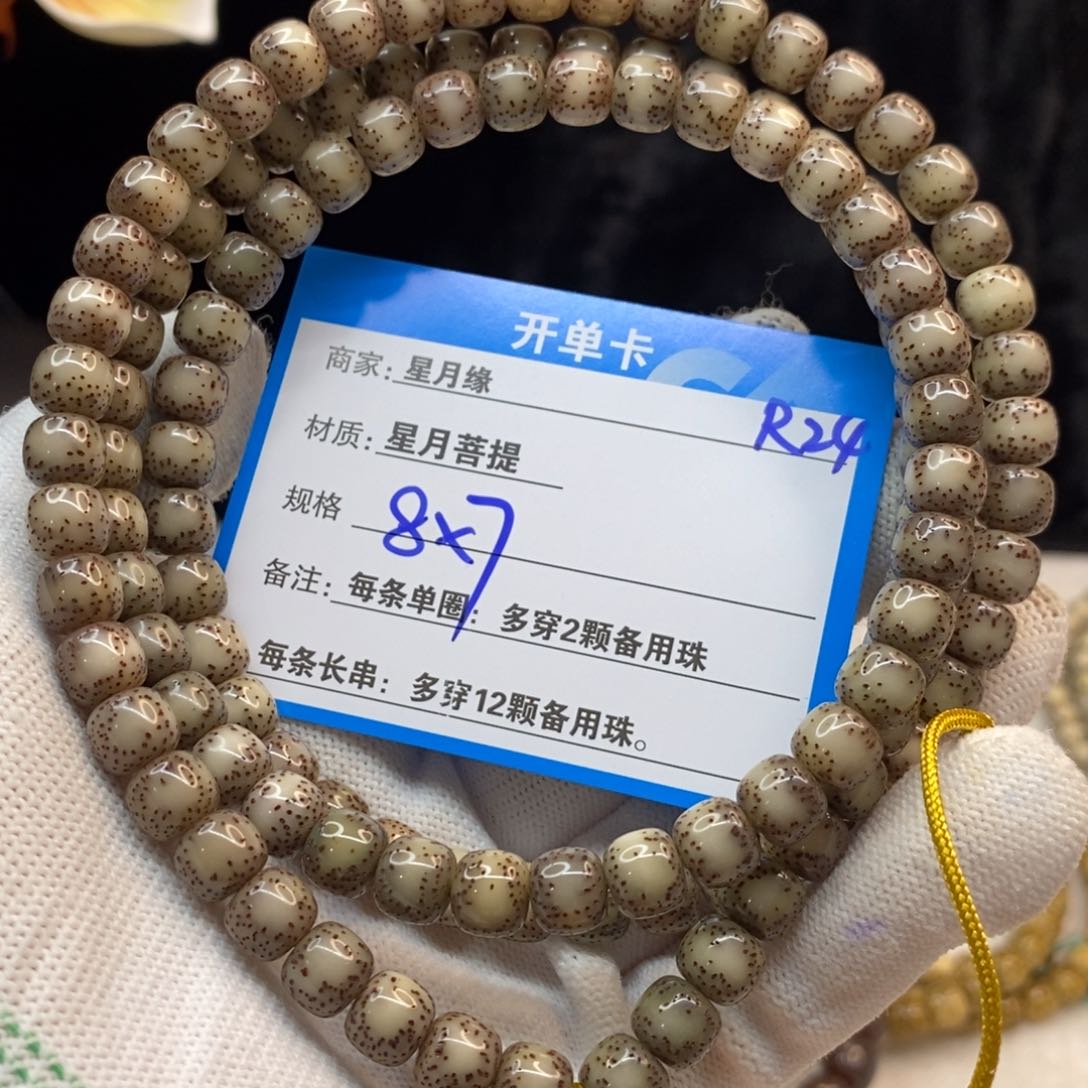 开单卡
商家：星月缘
R24
材质：星月菩提
规格 8x7
备注：每条单圈：多穿2颗备用珠
每条长串：多穿12颗备用珠。